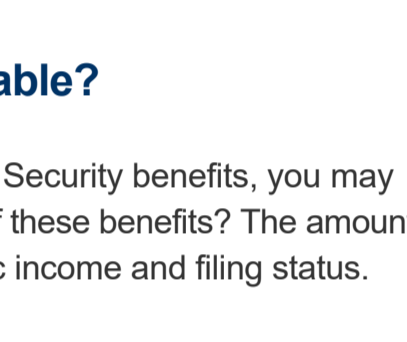 able?
Security benefits, you may
these benefits? The amoun
income and filing status.